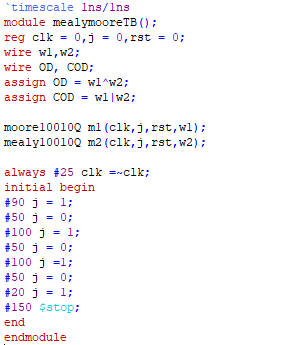 `timescale 1ns/1ns
module mealymooreTB();
reg clk = 0,j = 0,rst = 0;
wire w1,w2;
wire OD, COD;
assign OD = w1^w2;
assign COD = w1|w2;
moore10010Q m1(clk,j,rst,w1);
mealy10010Q m2(clk,j,rst,w2);
always #25 clk =~clk;
initial begin
#90 j = 1;
#50 j = 0;
#100 j = 1;
#50 j = 0;
#100 j =1;
#50 j = 0;
#20 j = 1;
#150 $stop;
end
endmodule